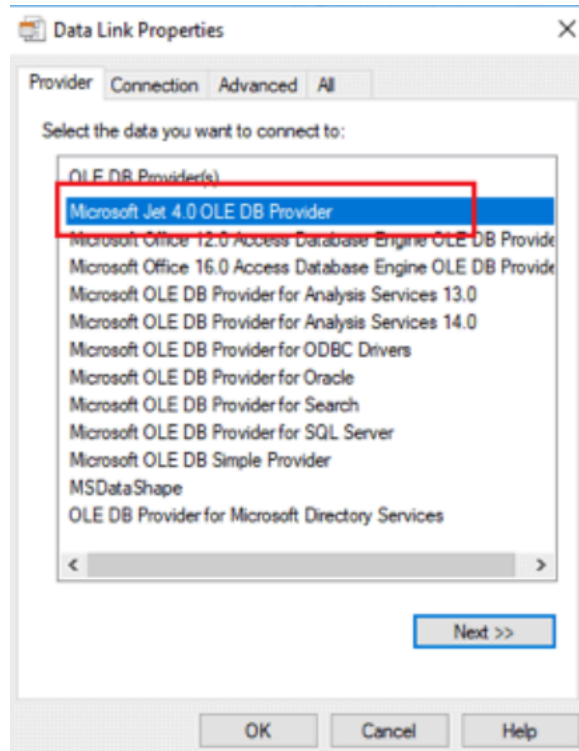 Data Link Properties
Provider Connection Advanced All
Select the data you want to connect to:
OLE DB Provider(s)
Microsoft Jet 4.0 OLE DB Provider
Microsoft Office 12.0 Access Database Engine OLE DB Provide
Microsoft Office 16.0 Access Database Engine OLE DB Provide
Microsoft OLE DB Provider for Analysis Services 13.0
Microsoft OLE DB Provider for Analysis Services 14.0
Microsoft OLE DB Provider for ODBC Drivers
Microsoft OLE DB Provider for Oracle
Microsoft OLE DB Provider for Search
Microsoft OLE DB Provider for SQL Server
Microsoft OLE DB Simple Provider
MSDataShape
OLE DB Provider for Microsoft Directory Services
Next >>
OK Cancel Help